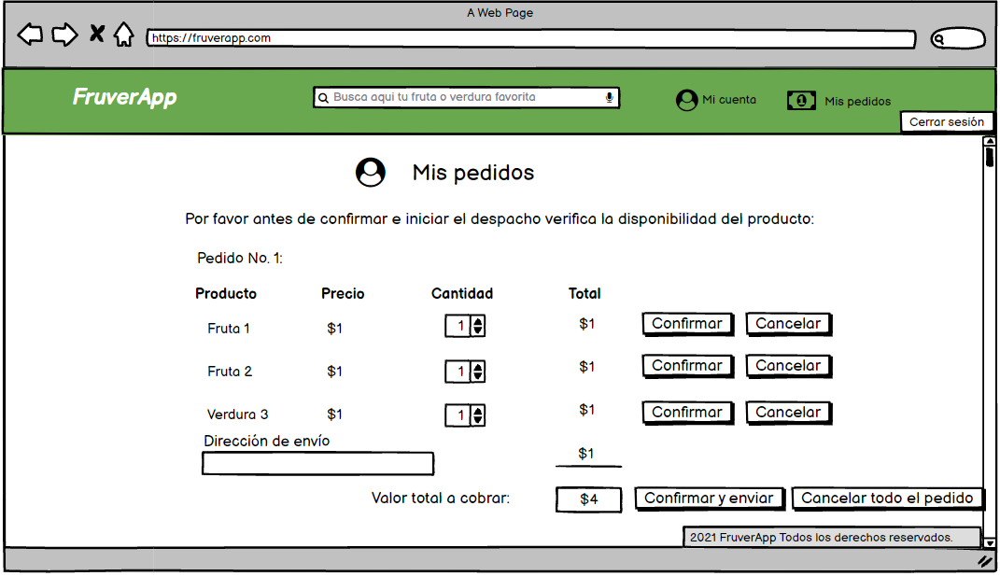 A Web Page
https://fruverapp.com
FruverApp
Busca aqui tu fruta o verdura favorita
Mi cuenta
1
Mis pedidos
Cerrar sesión
Mis pedidos
Por favor antes de confirmar e iniciar el despacho verifica la disponibilidad del producto:
Pedido No. 1:
Producto Precio Cantidad Total
Fruta 1 $1 1 $1 Confirmar Cancelar
Fruta 2 $1 1 $1 Confirmar Cancelar
Verdura 3 $1 1 $1 Confirmar Cancelar
Dirección de envío
$1
Valor total a cobrar: $4 Confirmar y enviar Cancelar todo el pedido
2021 FruverApp Todos los derechos reservados.